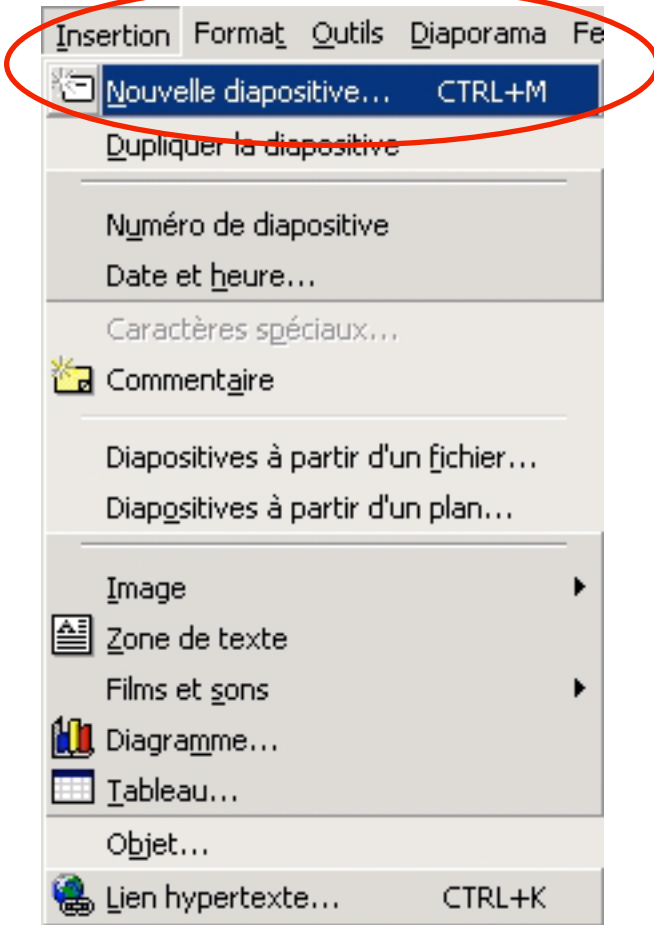 Insertion Format Outils Diaporama Fe
Nouvelle diapositive... CTRL+M
Dupliquer la diapositive
Numéro de diapositive
Date et heure...
Caractères spéciaux...
Commentaire
Diapositives à partir d'un fichier...
Diapositives à partir d'un plan...
Image
Zone de texte
Films et sons
Diagramme...
Tableau...
Objet...
Lien hypertexte... CTRL+K